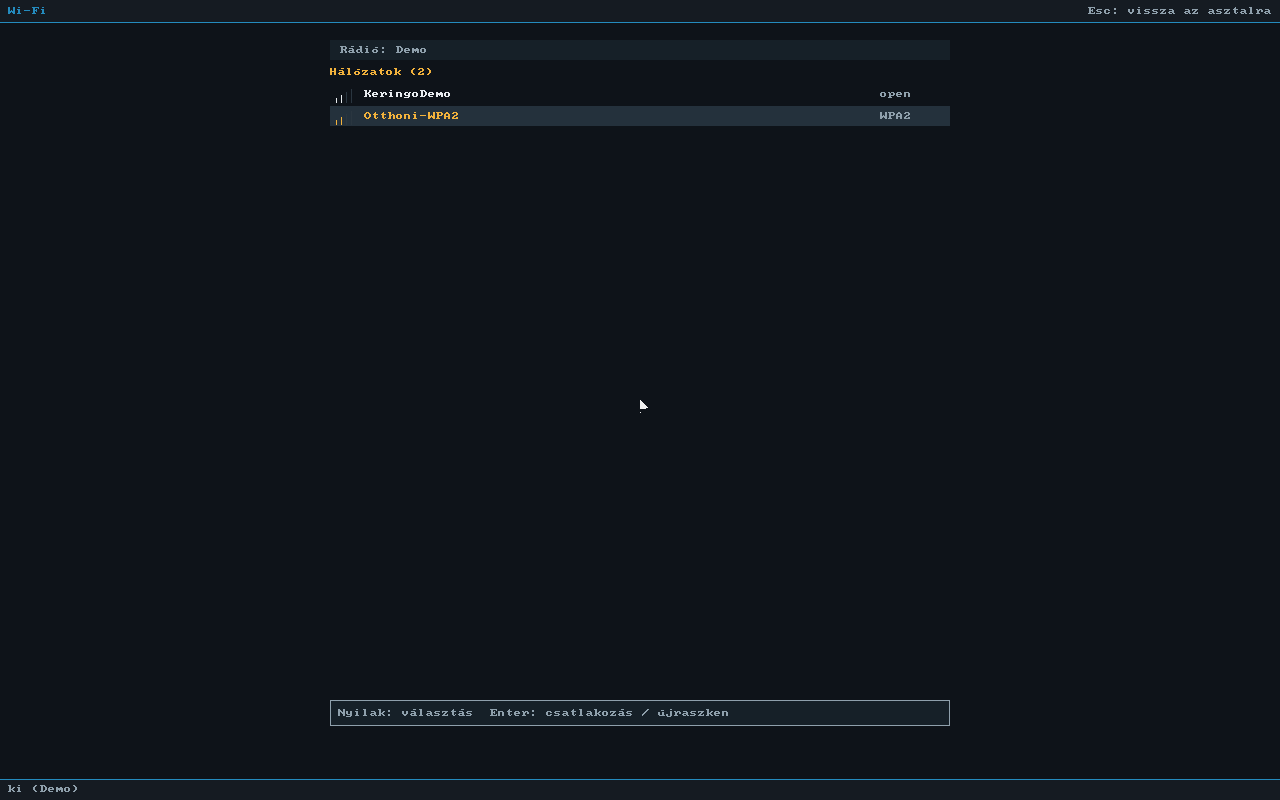 Wi-Fi
Esc: vissza az asztalra
Rádió: Demo
Hálózatok (2)
KeringoDemo open
Otthoni-WPA2 WPA2
Nyilak: választás Enter: csatlakozás / újraszken
ki (Demo)